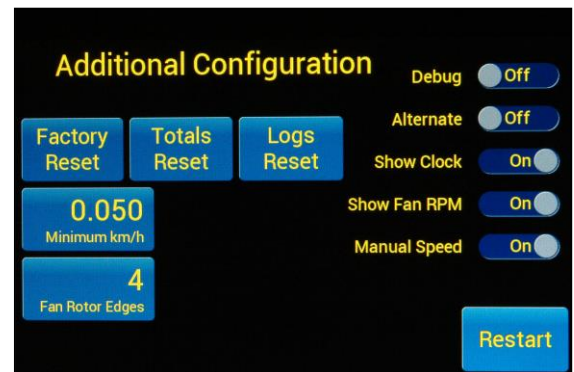 Additional Configuration
Debug Off
Alternate Off
Factory Reset
Totals Reset
Logs Reset
Show Clock On
0.050
Minimum km/h
Show Fan RPM On
Manual Speed On
4
Fan Rotor Edges
Restart